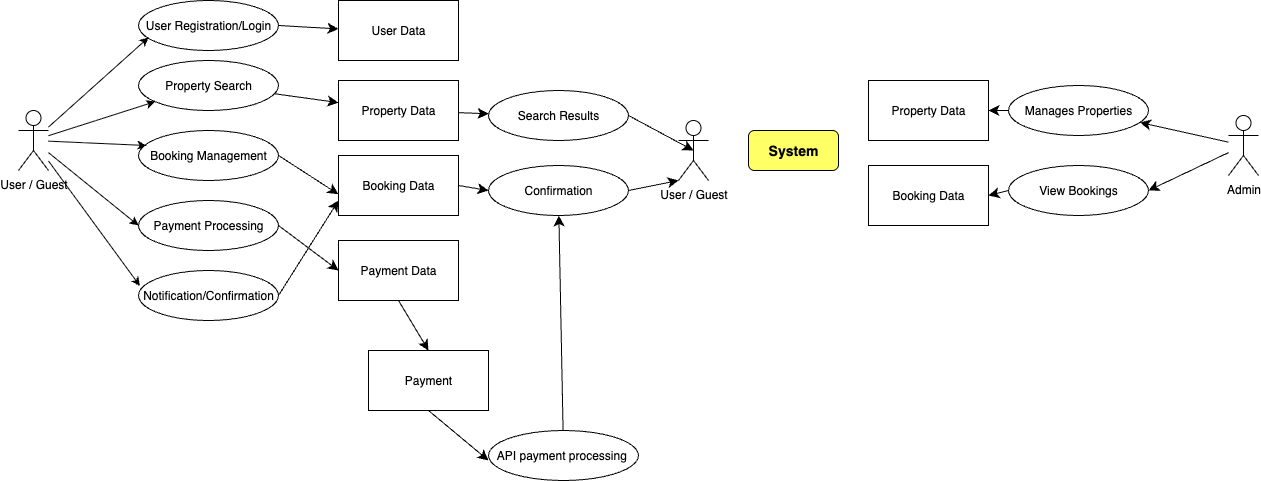 User Registration/Login
User Data
Property Search
Property Data
Search Results
User / Guest
Booking Management
Booking Data
Confirmation
User / Guest
Payment Processing
Payment Data
Notification/Confirmation
Payment
API payment processing
System
Property Data
Manages Properties
Booking Data
View Bookings
Admin